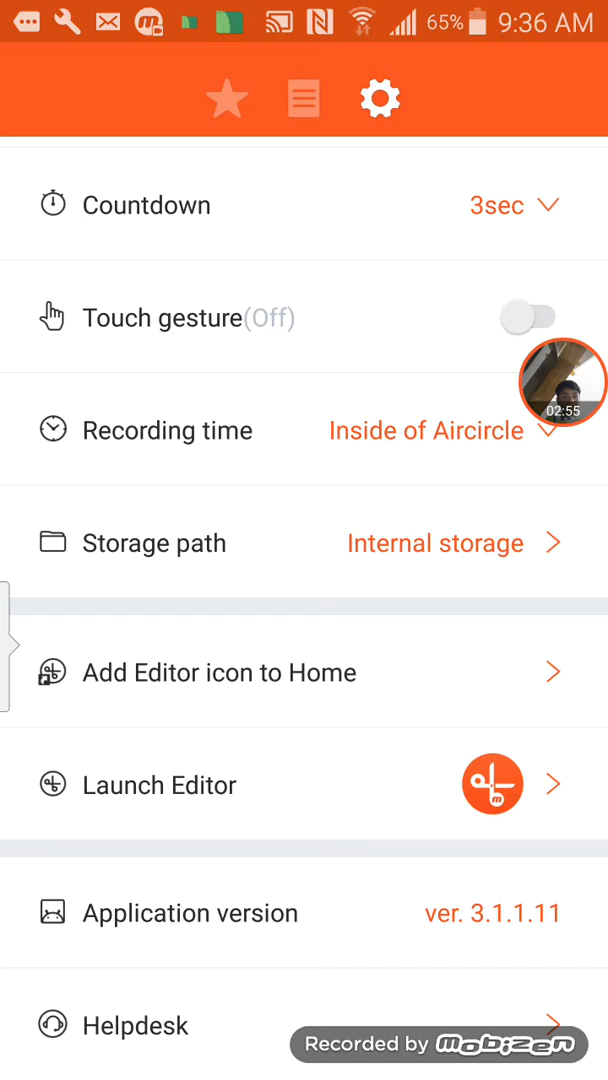 65% 9:36 AM
Countdown 3sec
Touch gesture(Off)
02:55
Recording time Inside of Aircircle
Storage path Internal storage
Add Editor icon to Home
Launch Editor
m
Application version ver. 3.1.1.11
Helpdesk
Recorded by mobizen